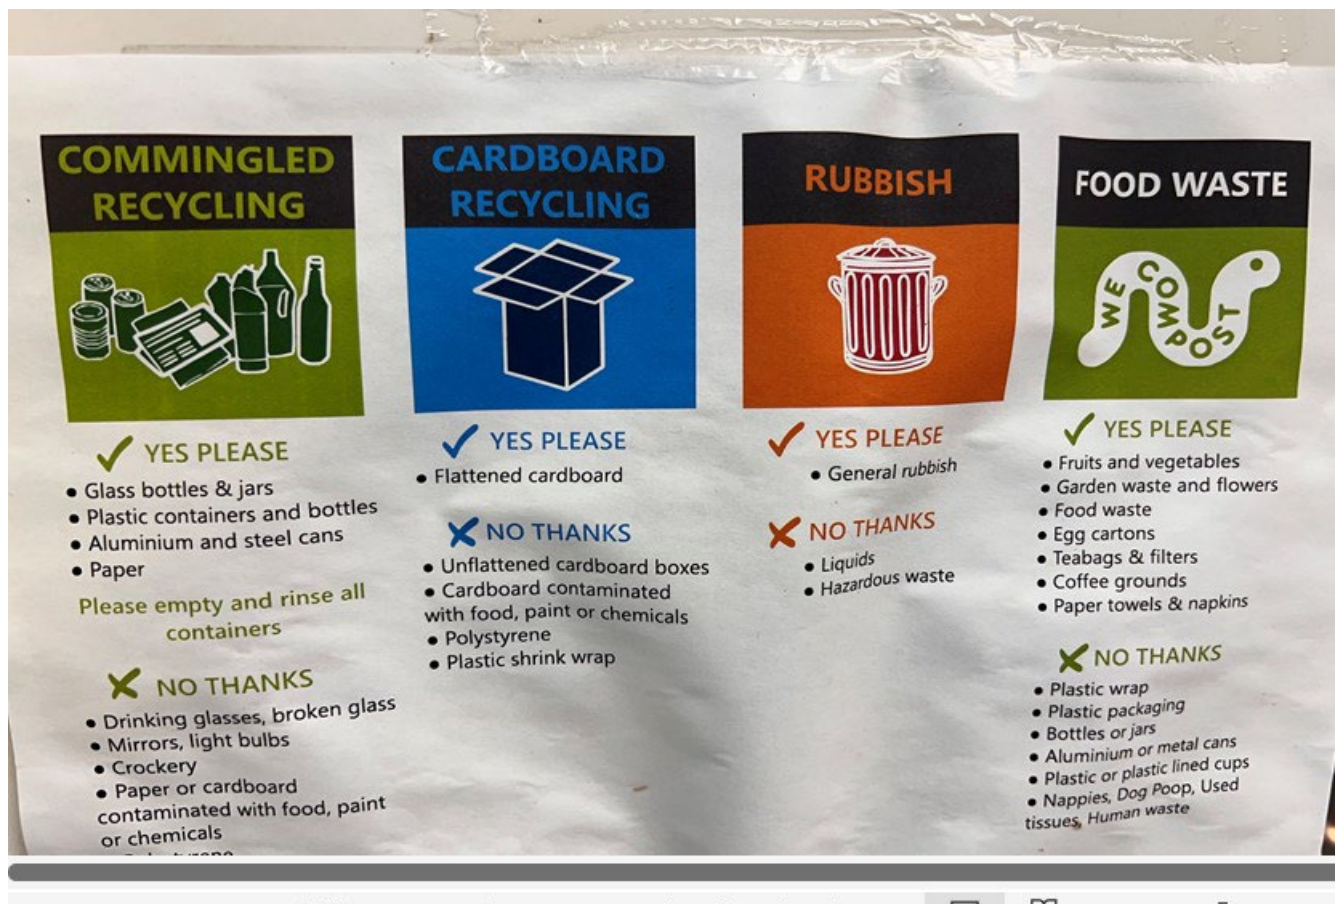 COMMINGLED
RECYCLING
YES PLEASE
• Glass bottles & jars
• Plastic containers and bottles
• Aluminium and steel cans
• Paper
Please empty and rinse all
containers
NO THANKS
• Drinking glasses, broken glass
• Mirrors, light bulbs
• Crockery
• Paper or cardboard
contaminated with food, paint
or chemicals
CARDBOARD
RECYCLING
YES PLEASE
• Flattened cardboard
NO THANKS
• Unflattened cardboard boxes
• Cardboard contaminated
with food, paint or chemicals
• Polystyrene
• Plastic shrink wrap
RUBBISH
YES PLEASE
• General rubbish
NO THANKS
• Liquids
• Hazardous waste
FOOD WASTE
WE COWPOST
YES PLEASE
• Fruits and vegetables
• Garden waste and flowers
• Food waste
• Egg cartons
• Teabags & filters
• Coffee grounds
• Paper towels & napkins
NO THANKS
• Plastic wrap
• Plastic packaging
• Bottles or jars
• Aluminium or metal cans
• Plastic or plastic lined cups
• Nappies, Dog Poop, Used
tissues, Human waste